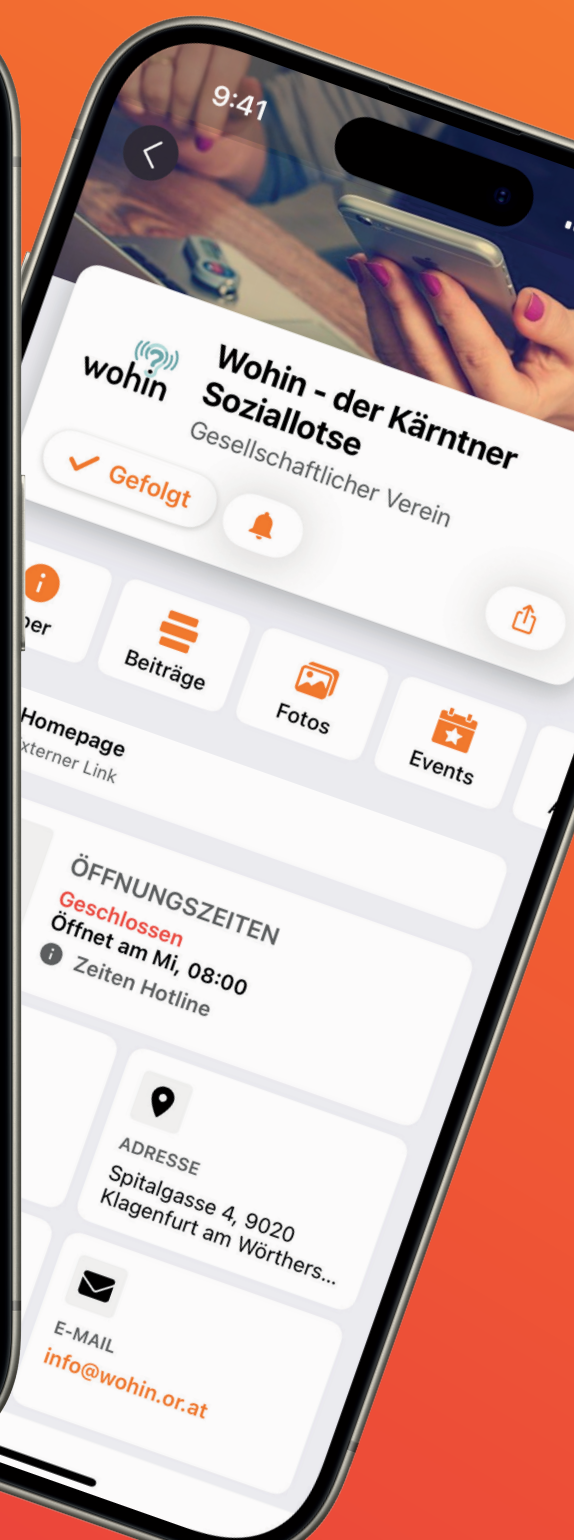 9:41
wohin
Wohin - der Kärntner
Soziallotse
Gesellschaftlicher Verein
Gefolgt
Beiträge
Fotos
Events
Homepage
Link
ÖFFNUNGSZEITEN
Geschlossen
Öffnet am Mi, 08:00
Zeiten Hotline
ADRESSE
Spitalgasse 4, 9020
Klagenfurt am Wörthers...
E-MAIL
info@wohin.or.at